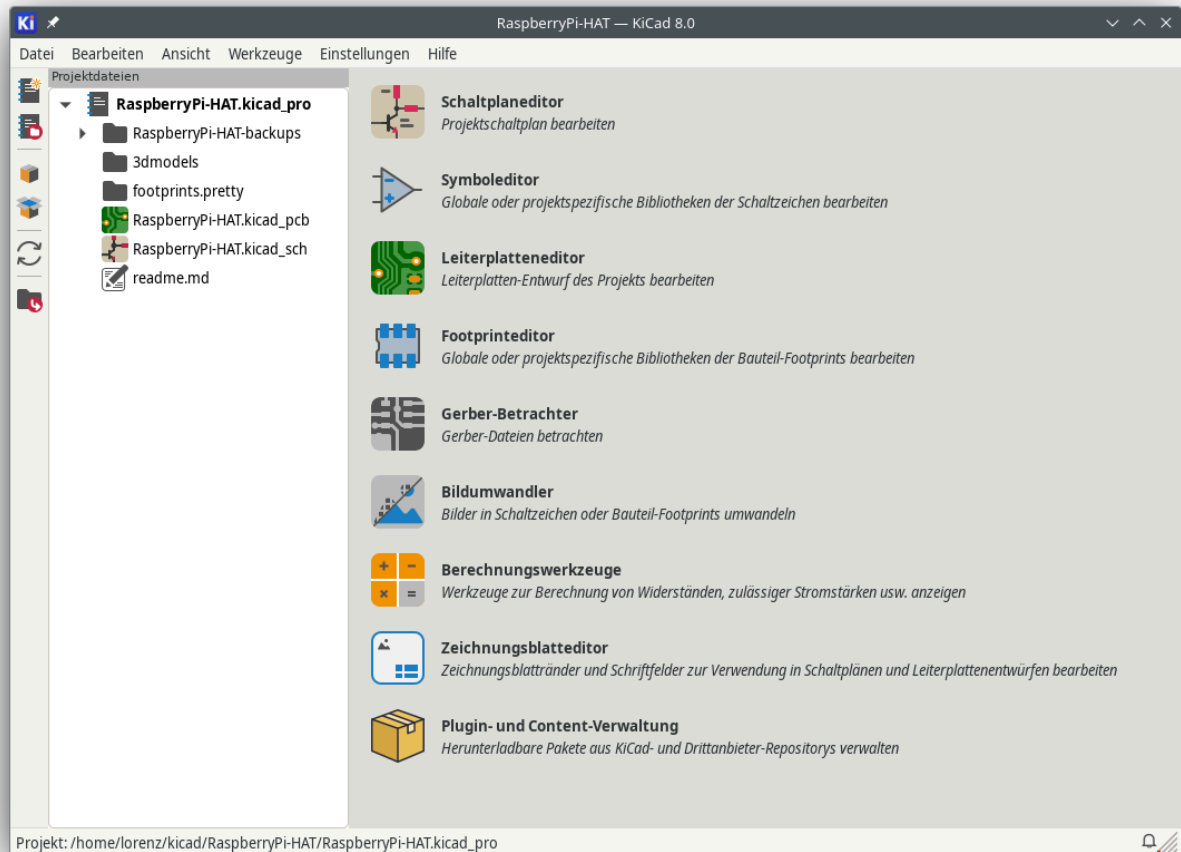 Ki
RaspberryPi-HAT — KiCad 8.0
Datei Bearbeiten Ansicht Werkzeuge Einstellungen Hilfe
Projektdateien
RaspberryPi-HAT.kicad_pro
RaspberryPi-HAT-backups
3dmodels
footprints.pretty
RaspberryPi-HAT.kicad_pcb
RaspberryPi-HAT.kicad_sch
readme.md
Schaltplaneditor
Projektschaltplan bearbeiten
Symboleditor
Globale oder projektspezifische Bibliotheken der Schaltzeichen bearbeiten
Leiterplatteneditor
Leiterplatten-Entwurf des Projekts bearbeiten
Footprinteditor
Globale oder projektspezifische Bibliotheken der Bauteil-Footprints bearbeiten
Gerber-Betrachter
Gerber-Dateien betrachten
Bildumwandler
Bilder in Schaltzeichen oder Bauteil-Footprints umwandeln
Berechnungswerkzeuge
Werkzeuge zur Berechnung von Widerständen, zulässiger Stromstärken usw. anzeigen
Zeichnungsblatteditor
Zeichnungsblattränder und Schriftfelder zur Verwendung in Schaltplänen und Leiterplattenentwürfen bearbeiten
Plugin- und Content-Verwaltung
Herunterladbare Pakete aus KiCad- und Drittanbieter-Repositorys verwalten
Projekt: /home/lorenz/kicad/RaspberryPi-HAT/RaspberryPi-HAT.kicad_pro